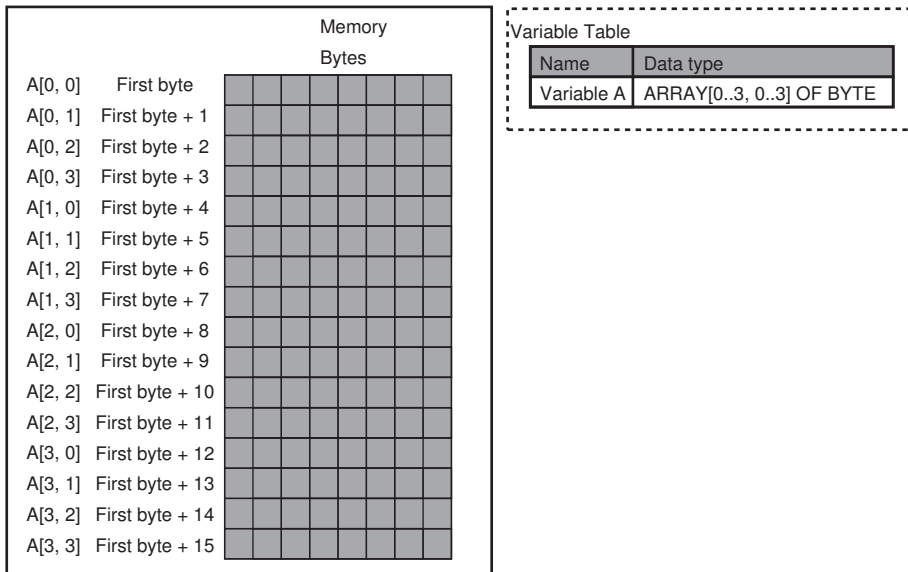 Memory
Bytes
A[0, 0] First byte
A[0, 1] First byte + 1
A[0, 2] First byte + 2
A[0, 3] First byte + 3
A[1, 0] First byte + 4
A[1, 1] First byte + 5
A[1, 2] First byte + 6
A[1, 3] First byte + 7
A[2, 0] First byte + 8
A[2, 1] First byte + 9
A[2, 2] First byte + 10
A[2, 3] First byte + 11
A[3, 0] First byte + 12
A[3, 1] First byte + 13
A[3, 2] First byte + 14
A[3, 3] First byte + 15
Variable Table
Name Data type
Variable A ARRAY[0..3, 0..3] OF BYTE